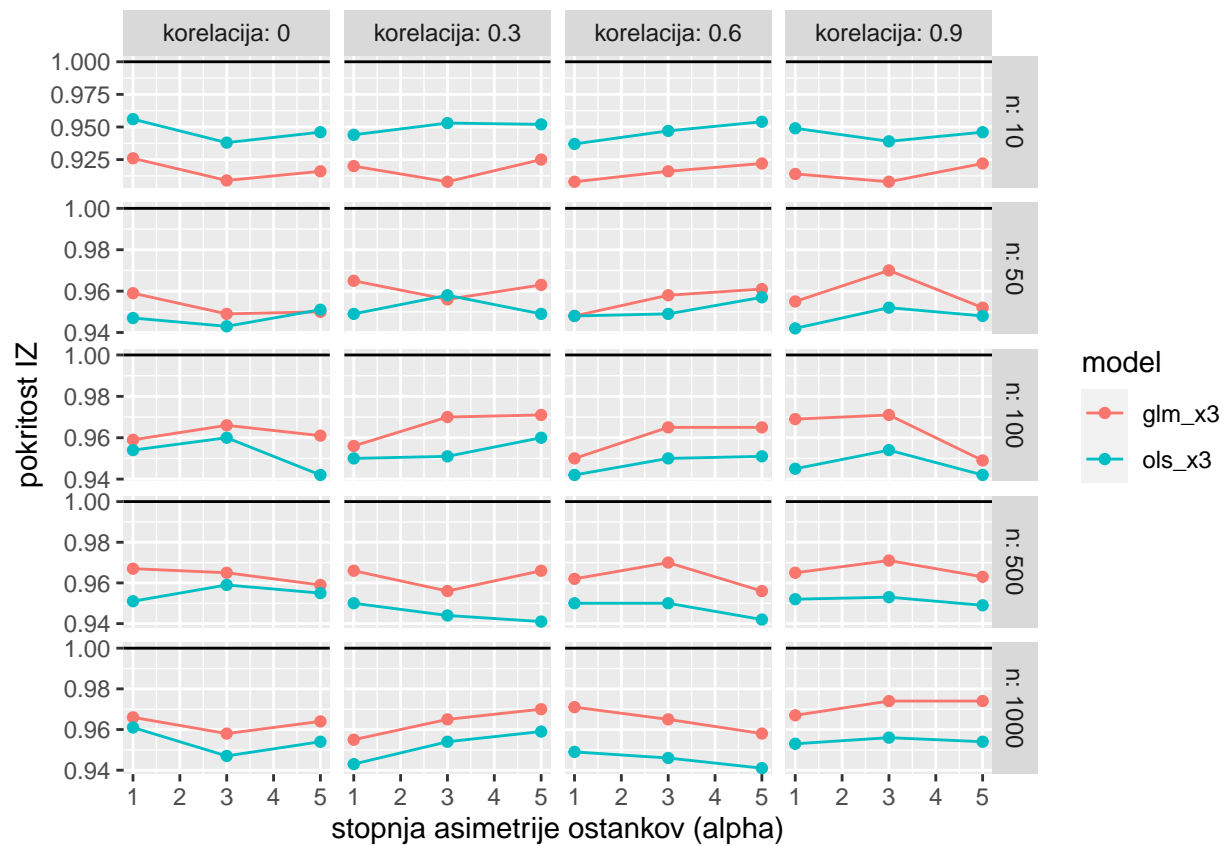 korelacija: 0 korelacija: 0.3 korelacija: 0.6 korelacija: 0.9
1.000
0.975
0.950
0.925
n: 10
1.00
0.98
0.96
0.94
n: 50
1.00
0.98
0.96
0.94
n: 100
1.00
0.98
0.96
0.94
n: 500
1.00
0.98
0.96
0.94
n: 1000
1 2 3 4 5 1 2 3 4 5 1 2 3 4 5 1 2 3 4 5
stopnja asimetrije ostankov (alpha)
pokritost IZ
model
glm_x3
ols_x3